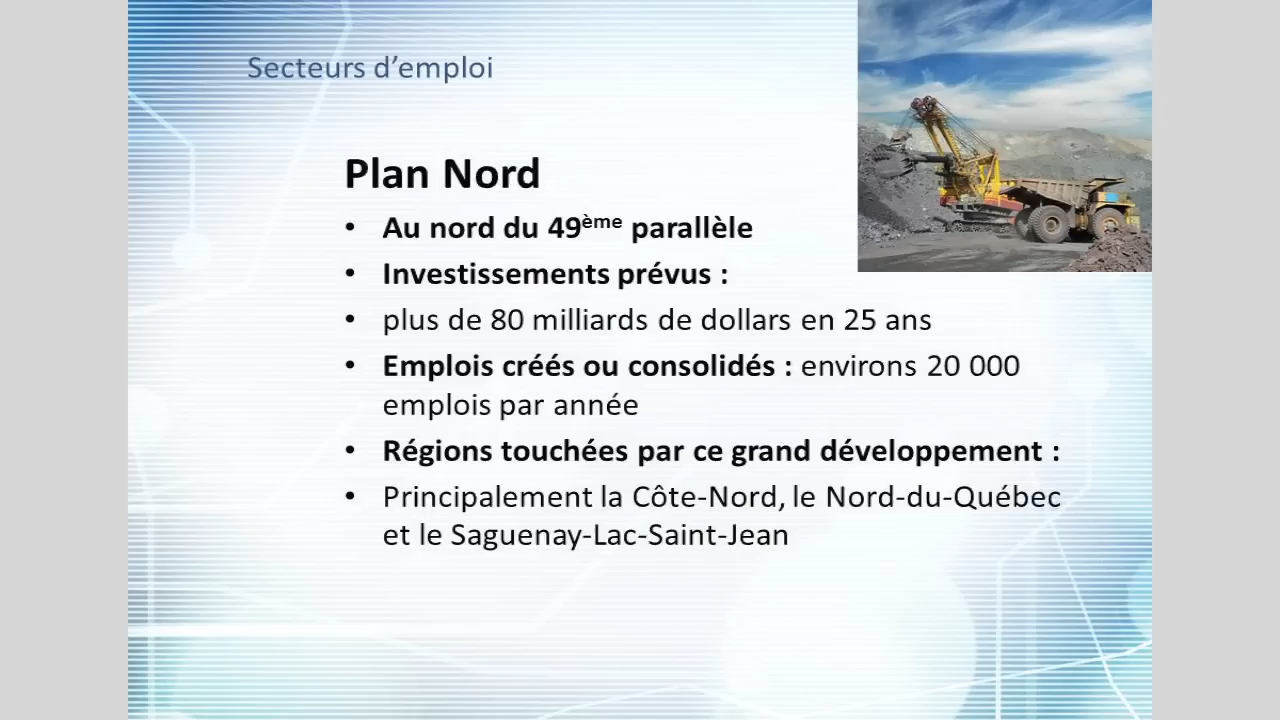 Secteurs d’emploi
Plan Nord
• Au nord du 49ème parallèle
• Investissements prévus :
• plus de 80 milliards de dollars en 25 ans
• Emplois créés ou consolidés : environs 20 000
emplois par année
• Régions touchées par ce grand développement :
• Principalement la Côte-Nord, le Nord-du-Québec
et le Saguenay-Lac-Saint-Jean